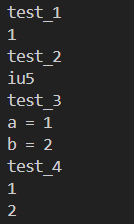 test_1
1
test_2
iu5
test_3
a = 1
b = 2
test_4
1
2